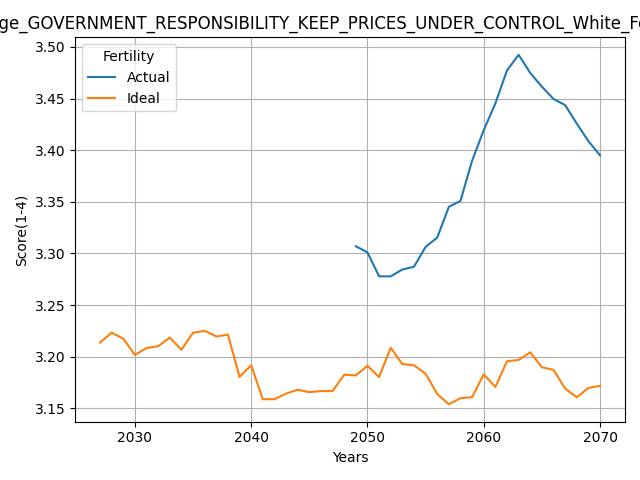 ge_GOVERNMENT_RESPONSIBILITY_KEEP_PRICES_UNDER_CONTROL_White_Fe
3.50
3.45
3.40
3.35
3.30
3.25
3.20
3.15
Score(1-4)
Fertility
Actual
Ideal
2030
2040
2050
2060
2070
Years